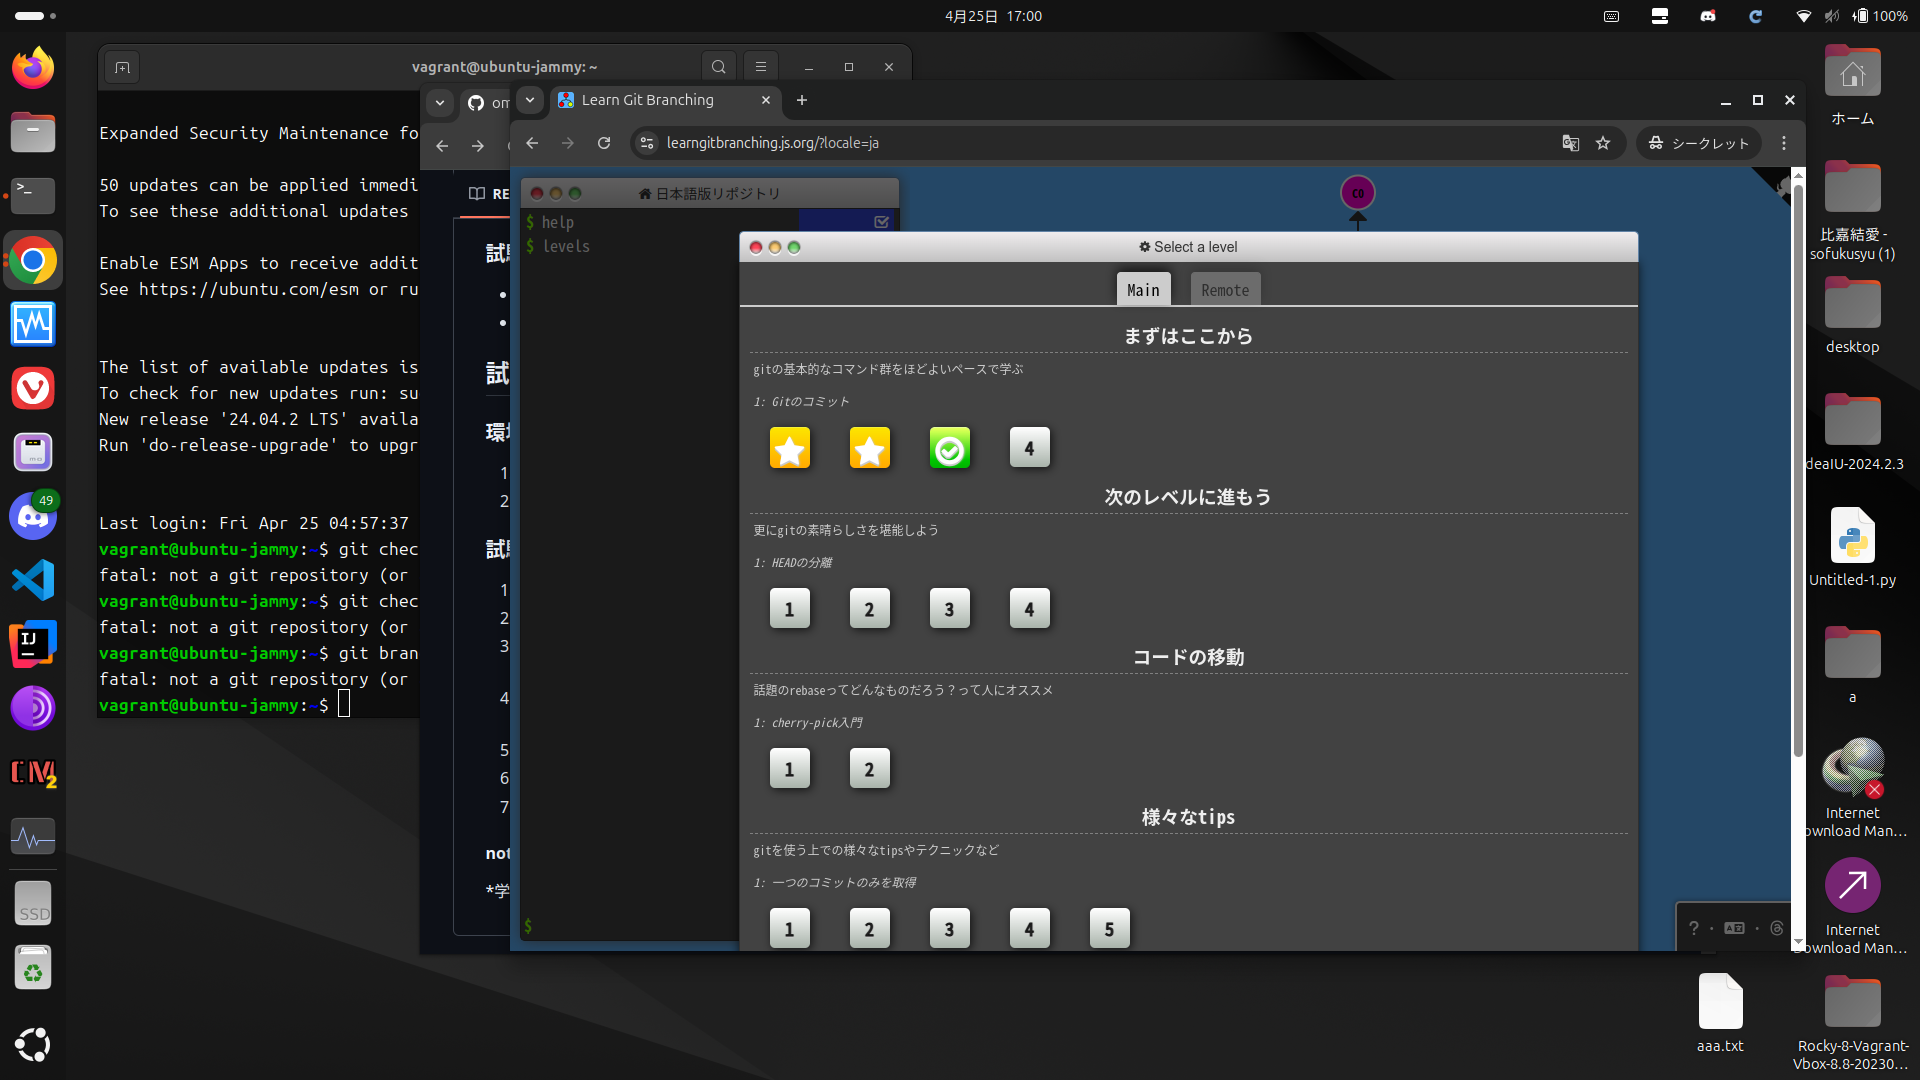 4月25日 17:00
100%
vagrant@ubuntu-jammy: ~
Expanded Security Maintenance fo
50 updates can be applied immedi
To see these additional updates
Enable ESM Apps to receive addit
See https://ubuntu.com/esm or ru
The list of available updates is
To check for new updates run: su
New release '24.04.2 LTS' availa
Run 'do-release-upgrade' to upgr
Last login: Fri Apr 25 04:57:37
vagrant@ubuntu-jammy:~$ git chec
fatal: not a git repository (or
vagrant@ubuntu-jammy:~$ git chec
fatal: not a git repository (or
vagrant@ubuntu-jammy:~$ git bran
fatal: not a git repository (or
vagrant@ubuntu-jammy:~$
49
SSD
om
RE
試
環
1
2
試
1
2
3
4
5
6
7
not
*学
Learn Git Branching
learngitbranching.js.org/?locale=ja
シークレット
日本語版リポジトリ
$ help
$ levels
$
C0
Select a level
Main
Remote
まずはここから
gitの基本的なコマンド群をほどよいペースで学ぶ
1: Gitのコミット
4
次のレベルに進もう
更にgitの素晴らしさを堪能しよう
1: HEADの分離
1 2 3 4
コードの移動
話題のrebaseってどんなものだろう？って人にオススメ
1: cherry-pick入門
1 2
様々なtips
gitを使う上での様々なtipsやテクニックなど
1: 一つのコミットのみを取得
1 2 3 4 5
?
ホーム
比嘉結愛 -
sofukusyu (1)
desktop
deaIU-2024.2.3
Untitled-1.py
a
Internet
ownload Man…
Internet
ownload Man…
aaa.txt
Rocky-8-Vagrant-
Vbox-8.8-20230…